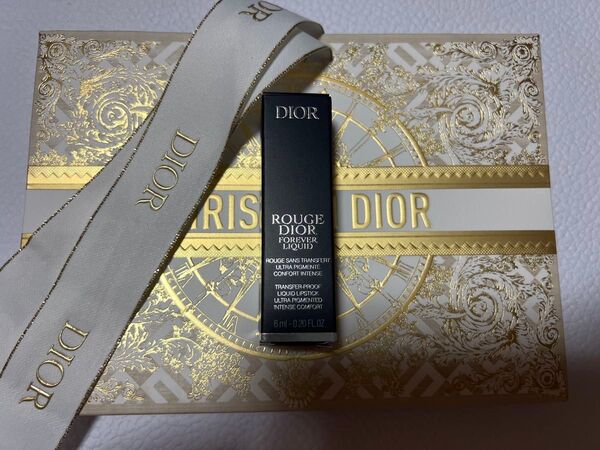 DIOR
DIOR
DIOR
DIOR
DIOR
ROUGE
DIOR
FOREVER
LIQUID
ROUGE SANS TRANSFERT
ULTRA PIGMENTÉ
CONFORT INTENSE
TRANSFER-PROOF
LIQUID LIPSTICK
ULTRA PIGMENTED
INTENSE COMFORT
6 ml - 0.20 FL.OZ.